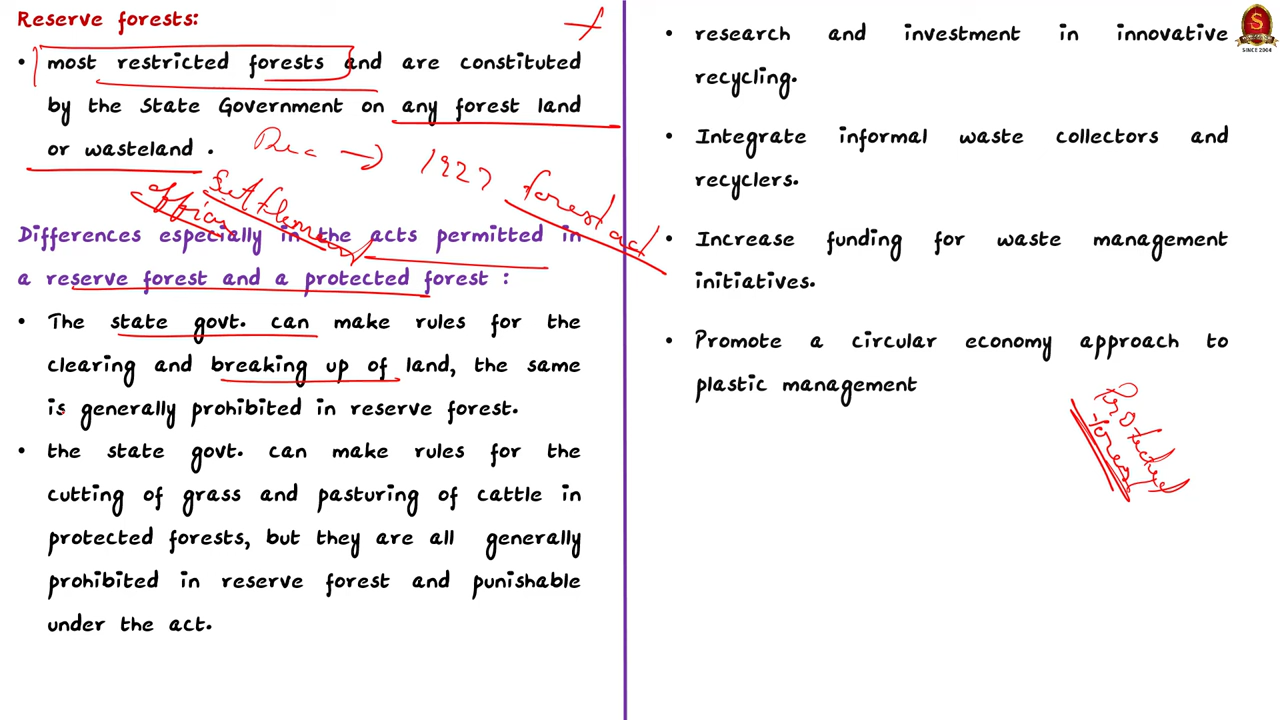 Reserve forests:
• most restricted forests and are constituted
by the State Government on any forest land
or wasteland .
→ 1927 forest act
Settlement
Differences especially in the acts permitted in
a reserve forest and a protected forest :
• The state govt. can make rules for the
clearing and breaking up of land, the same
is generally prohibited in reserve forest.
• the state govt. can make rules for the
cutting of grass and pasturing of cattle in
protected forests, but they are all generally
prohibited in reserve forest and punishable
under the act.
• research and investment in innovative
recycling.
• Integrate informal waste collectors and
recyclers.
• Increase funding for waste management
initiatives.
• Promote a circular economy approach to
plastic management
Protected
forest
S
SINCE 2004